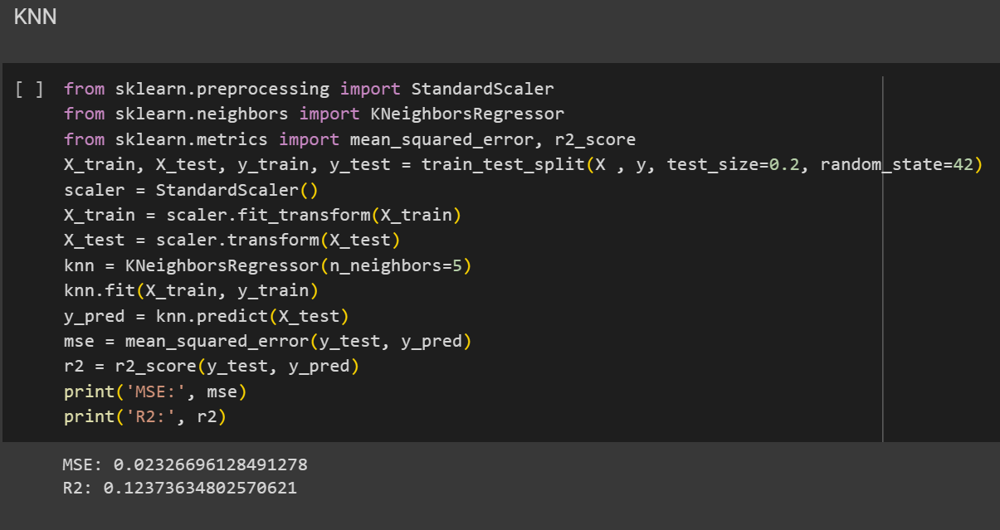 KNN
[ ] from sklearn.preprocessing import StandardScaler
from sklearn.neighbors import KNeighborsRegressor
from sklearn.metrics import mean_squared_error, r2_score
X_train, X_test, y_train, y_test = train_test_split(X , y, test_size=0.2, random_state=42)
scaler = StandardScaler()
X_train = scaler.fit_transform(X_train)
X_test = scaler.transform(X_test)
knn = KNeighborsRegressor(n_neighbors=5)
knn.fit(X_train, y_train)
y_pred = knn.predict(X_test)
mse = mean_squared_error(y_test, y_pred)
r2 = r2_score(y_test, y_pred)
print('MSE:', mse)
print('R2:', r2)
MSE: 0.02326696128491278
R2: 0.12373634802570621